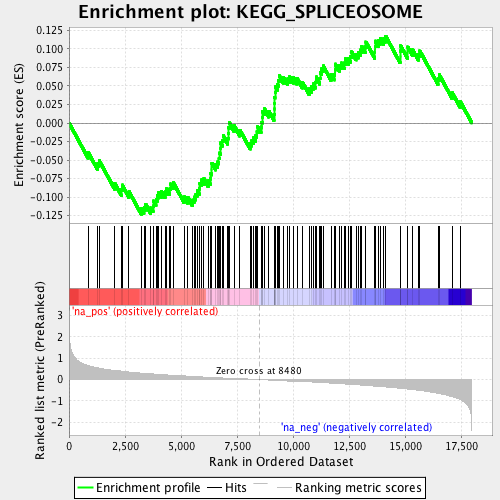 Enrichment plot: KEGG_SPLICEOSOME
Enrichment score (ES)
0.125
0.100
0.075
0.050
0.025
0.000
-0.025
-0.050
-0.075
-0.100
-0.125
Ranked list metric (PreRanked)
'na_pos' (positively correlated)
3
2
1
0
-1
-2
Zero cross at 8480
'na_neg' (negatively correlated)
0
2,500
5,000
7,500
10,000
12,500
15,000
17,500
Rank in Ordered Dataset
Enrichment profile
Hits
Ranking metric scores